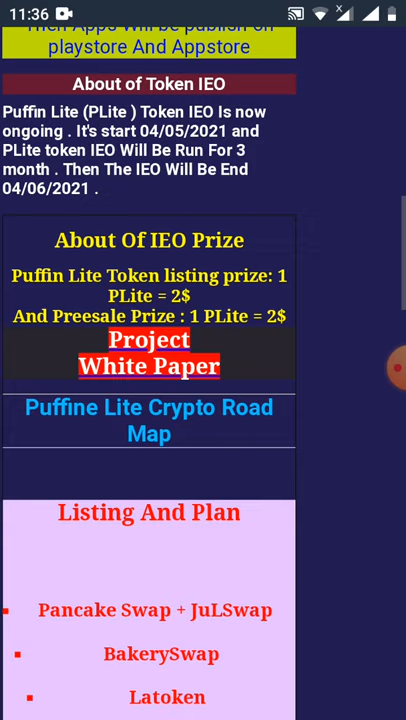 11:36
Then Apps Will be publish on
playstore And Appstore
About of Token IEO
Puffin Lite (PLite ) Token IEO Is now
ongoing . It's start 04/05/2021 and
PLite token IEO Will Be Run For 3
month . Then The IEO Will Be End
04/06/2021 .
About Of IEO Prize
Puffin Lite Token listing prize: 1
PLite = 2$
And Preesale Prize : 1 PLite = 2$
Project
White Paper
Puffine Lite Crypto Road
Map
Listing And Plan
Pancake Swap + JuLSwap
BakerySwap
Latoken